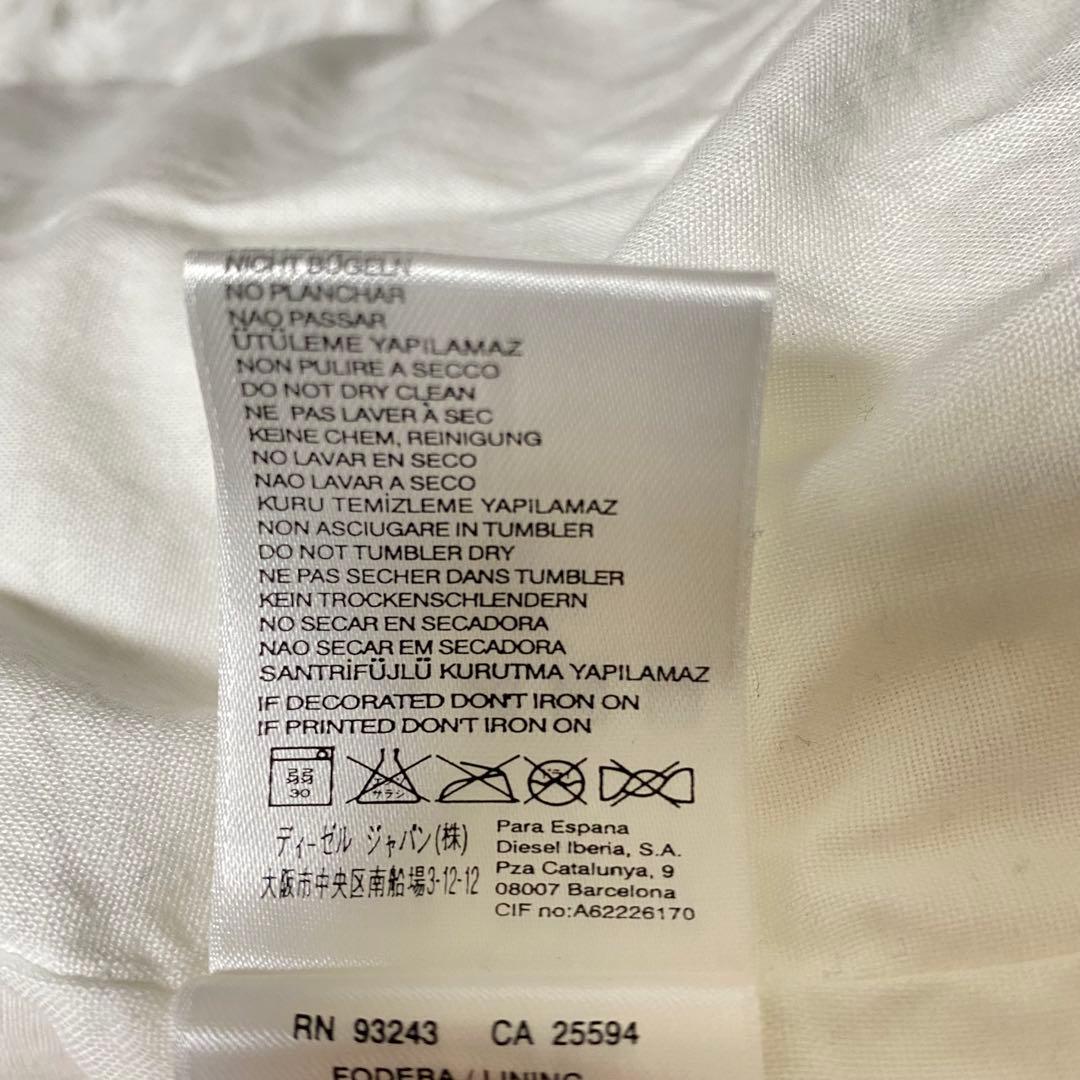 NICHT BÜGELN
NO PLANCHAR
NAO PASSAR
ÜTÜLEME YAPILAMAZ
NON PULIRE A SECCO
DO NOT DRY CLEAN
NE PAS LAVER À SEC
KEINE CHEM, REINIGUNG
NO LAVAR EN SECO
NAO LAVAR A SECO
KURU TEMİZLEME YAPILAMAZ
NON ASCIUGARE IN TUMBLER
DO NOT TUMBLER DRY
NE PAS SECHER DANS TUMBLER
KEIN TROCKENSCHLENDERN
NO SECAR EN SECADORA
NAO SECAR EM SECADORA
SANTRİFÜJLÜ KURUTMA YAPILAMAZ
IF DECORATED DON'T IRON ON
IF PRINTED DON'T IRON ON
弱
30
エンソ
サラシ
ドライ
ディーゼル ジャパン(株)
大阪市中央区南船場3-12-12
Para Espana
Diesel Iberia, S.A.
Pza Catalunya, 9
08007 Barcelona
CIF no:A62226170
RN 93243 CA 25594
FODERA / LINING